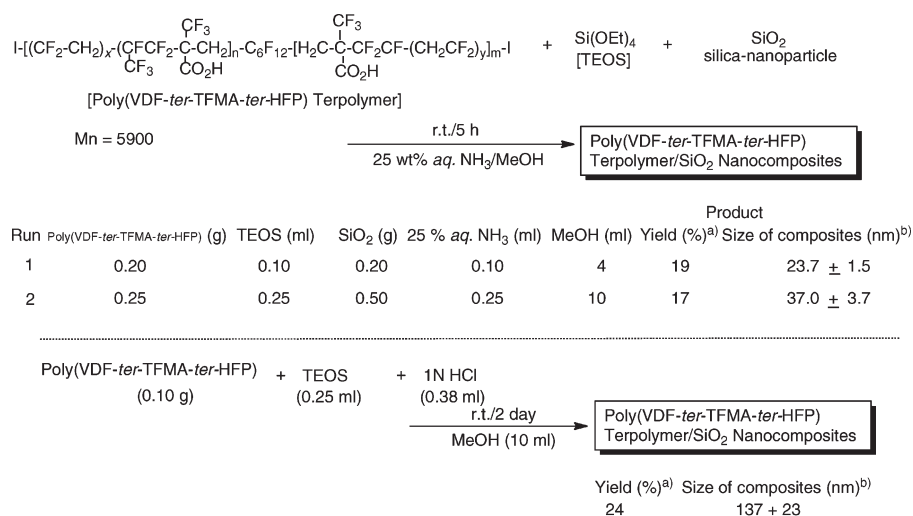 CF3 CF3
I-[(CF2-CH2)x-(CFCF2-C-CH2]n-C6F12-[H2C-C-CF2CF-(CH2CF2)y]m-I + Si(OEt)4 + SiO2
CF3 CO2H CO2H [TEOS] silica-nanoparticle
[Poly(VDF-ter-TFMA-ter-HFP) Terpolymer]
Mn = 5900
r.t./5 h
25 wt% aq. NH3/MeOH
Poly(VDF-ter-TFMA-ter-HFP)
Terpolymer/SiO2 Nanocomposites
Product
Run Poly(VDF-ter-TFMA-ter-HFP) (g) TEOS (ml) SiO2 (g) 25 % aq. NH3 (ml) MeOH (ml) Yield (%)a) Size of composites (nm)b)
1 0.20 0.10 0.20 0.10 4 19 23.7 ± 1.5
2 0.25 0.25 0.50 0.25 10 17 37.0 ± 3.7
Poly(VDF-ter-TFMA-ter-HFP) + TEOS + 1N HCl
(0.10 g) (0.25 ml) (0.38 ml)
r.t./2 day
MeOH (10 ml)
Poly(VDF-ter-TFMA-ter-HFP)
Terpolymer/SiO2 Nanocomposites
Yield (%)a) Size of composites (nm)b)
24 137 + 23